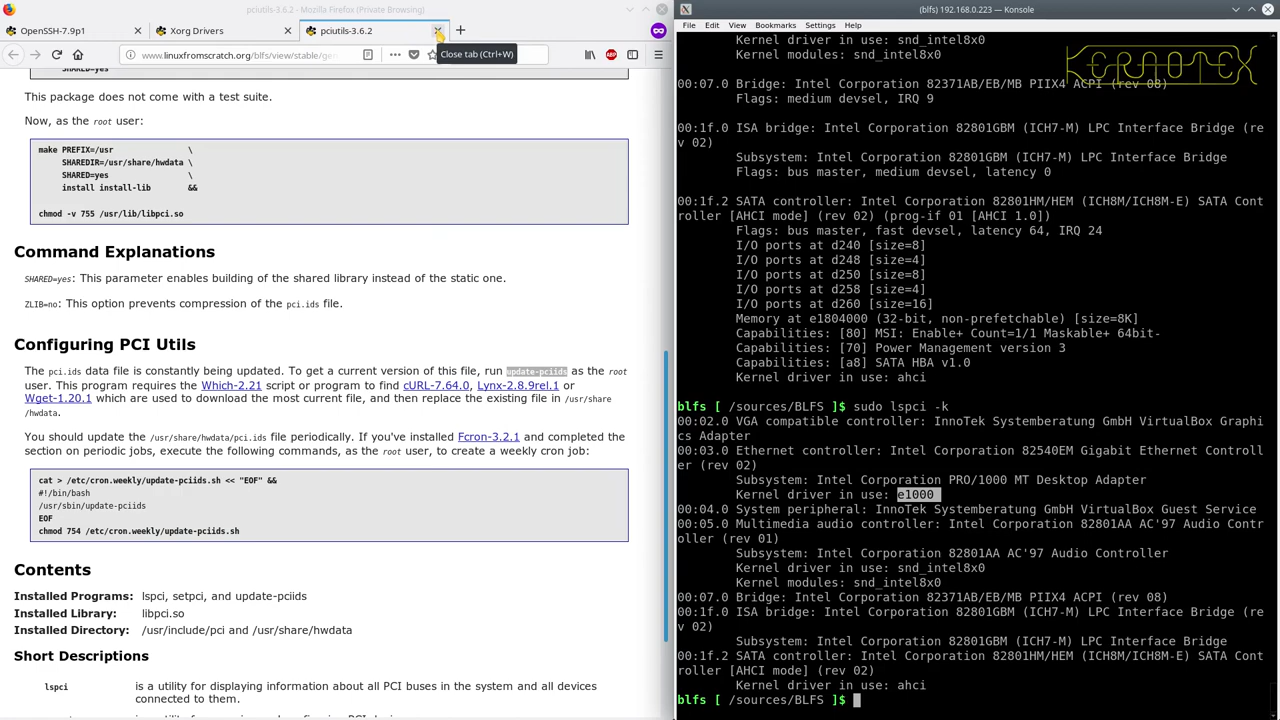 pciutils-3.6.2 - Mozilla Firefox (Private Browsing)
OpenSSH-7.9p1
Xorg Drivers
pciutils-3.6.2
www.linuxfromscratch.org/blfs/view/stable/ger
Close tab (Ctrl+W)
SHARED=yes
This package does not come with a test suite.
Now, as the root user:
make PREFIX=/usr \
SHAREDIR=/usr/share/hwdata \
SHARED=yes \
install install-lib &&
chmod -v 755 /usr/lib/libpci.so
Command Explanations
SHARED=yes: This parameter enables building of the shared library instead of the static one.
ZLIB=no: This option prevents compression of the pci.ids file.
Configuring PCI Utils
The pci.ids data file is constantly being updated. To get a current version of this file, run update-pciids as the root
user. This program requires the Which-2.21 script or program to find cURL-7.64.0, Lynx-2.8.9rel.1 or
Wget-1.20.1 which are used to download the most current file, and then replace the existing file in /usr/share
/hwdata.
You should update the /usr/share/hwdata/pci.ids file periodically. If you've installed Fcron-3.2.1 and completed the
section on periodic jobs, execute the following commands, as the root user, to create a weekly cron job:
cat > /etc/cron.weekly/update-pciids.sh << "EOF" &&
#!/bin/bash
/usr/sbin/update-pciids
EOF
chmod 754 /etc/cron.weekly/update-pciids.sh
Contents
Installed Programs: lspci, setpci, and update-pciids
Installed Library: libpci.so
Installed Directory: /usr/include/pci and /usr/share/hwdata
Short Descriptions
lspci is a utility for displaying information about all PCI buses in the system and all devices
connected to them.
(blfs) 192.168.0.223 — Konsole
File Edit View Bookmarks Settings Help
KERNOTEX
Kernel driver in use: snd_intel8x0
Kernel modules: snd_intel8x0
00:07.0 Bridge: Intel Corporation 82371AB/EB/MB PIIX4 ACPI (rev 08)
Flags: medium devsel, IRQ 9
00:1f.0 ISA bridge: Intel Corporation 82801GBM (ICH7-M) LPC Interface Bridge (re
v 02)
Subsystem: Intel Corporation 82801GBM (ICH7-M) LPC Interface Bridge
Flags: bus master, medium devsel, latency 0
00:1f.2 SATA controller: Intel Corporation 82801HM/HEM (ICH8M/ICH8M-E) SATA Cont
roller [AHCI mode] (rev 02) (prog-if 01 [AHCI 1.0])
Flags: bus master, fast devsel, latency 64, IRQ 24
I/O ports at d240 [size=8]
I/O ports at d248 [size=4]
I/O ports at d250 [size=8]
I/O ports at d258 [size=4]
I/O ports at d260 [size=16]
Memory at e1804000 (32-bit, non-prefetchable) [size=8K]
Capabilities: [80] MSI: Enable+ Count=1/1 Maskable+ 64bit-
Capabilities: [70] Power Management version 3
Capabilities: [a8] SATA HBA v1.0
Kernel driver in use: ahci
blfs [ /sources/BLFS ]$ sudo lspci -k
00:02.0 VGA compatible controller: InnoTek Systemberatung GmbH VirtualBox Graphi
cs Adapter
00:03.0 Ethernet controller: Intel Corporation 82540EM Gigabit Ethernet Controll
er (rev 02)
Subsystem: Intel Corporation PRO/1000 MT Desktop Adapter
Kernel driver in use: e1000
00:04.0 System peripheral: InnoTek Systemberatung GmbH VirtualBox Guest Service
00:05.0 Multimedia audio controller: Intel Corporation 82801AA AC'97 Audio Contr
oller (rev 01)
Subsystem: Intel Corporation 82801AA AC'97 Audio Controller
Kernel driver in use: snd_intel8x0
Kernel modules: snd_intel8x0
00:07.0 Bridge: Intel Corporation 82371AB/EB/MB PIIX4 ACPI (rev 08)
00:1f.0 ISA bridge: Intel Corporation 82801GBM (ICH7-M) LPC Interface Bridge (re
v 02)
Subsystem: Intel Corporation 82801GBM (ICH7-M) LPC Interface Bridge
00:1f.2 SATA controller: Intel Corporation 82801HM/HEM (ICH8M/ICH8M-E) SATA Cont
roller [AHCI mode] (rev 02)
Kernel driver in use: ahci
blfs [ /sources/BLFS ]$